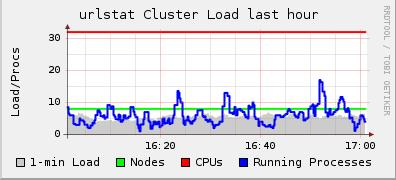 urlstat Cluster Load last hour
RRDTOOL / TOBI OETIKER
Load/Procs
30
20
10
0
16:20 16:40 17:00
1-min Load Nodes CPUs Running Processes